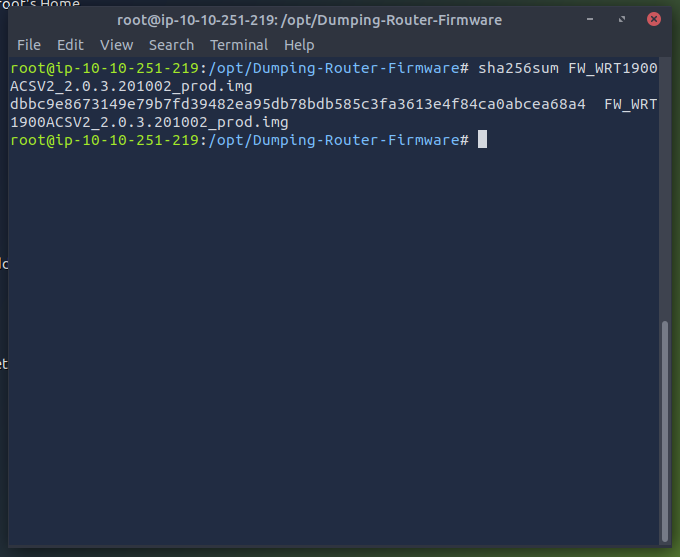 root's Home
root@ip-10-10-251-219: /opt/Dumping-Router-Firmware
File Edit View Search Terminal Help
root@ip-10-10-251-219:/opt/Dumping-Router-Firmware# sha256sum FW_WRT1900
ACSV2_2.0.3.201002_prod.img
dbbc9e8673149e79b7fd39482ea95db78bdb585c3fa3613e4f84ca0abcea68a4  FW_WRT
1900ACSV2_2.0.3.201002_prod.img
root@ip-10-10-251-219:/opt/Dumping-Router-Firmware#